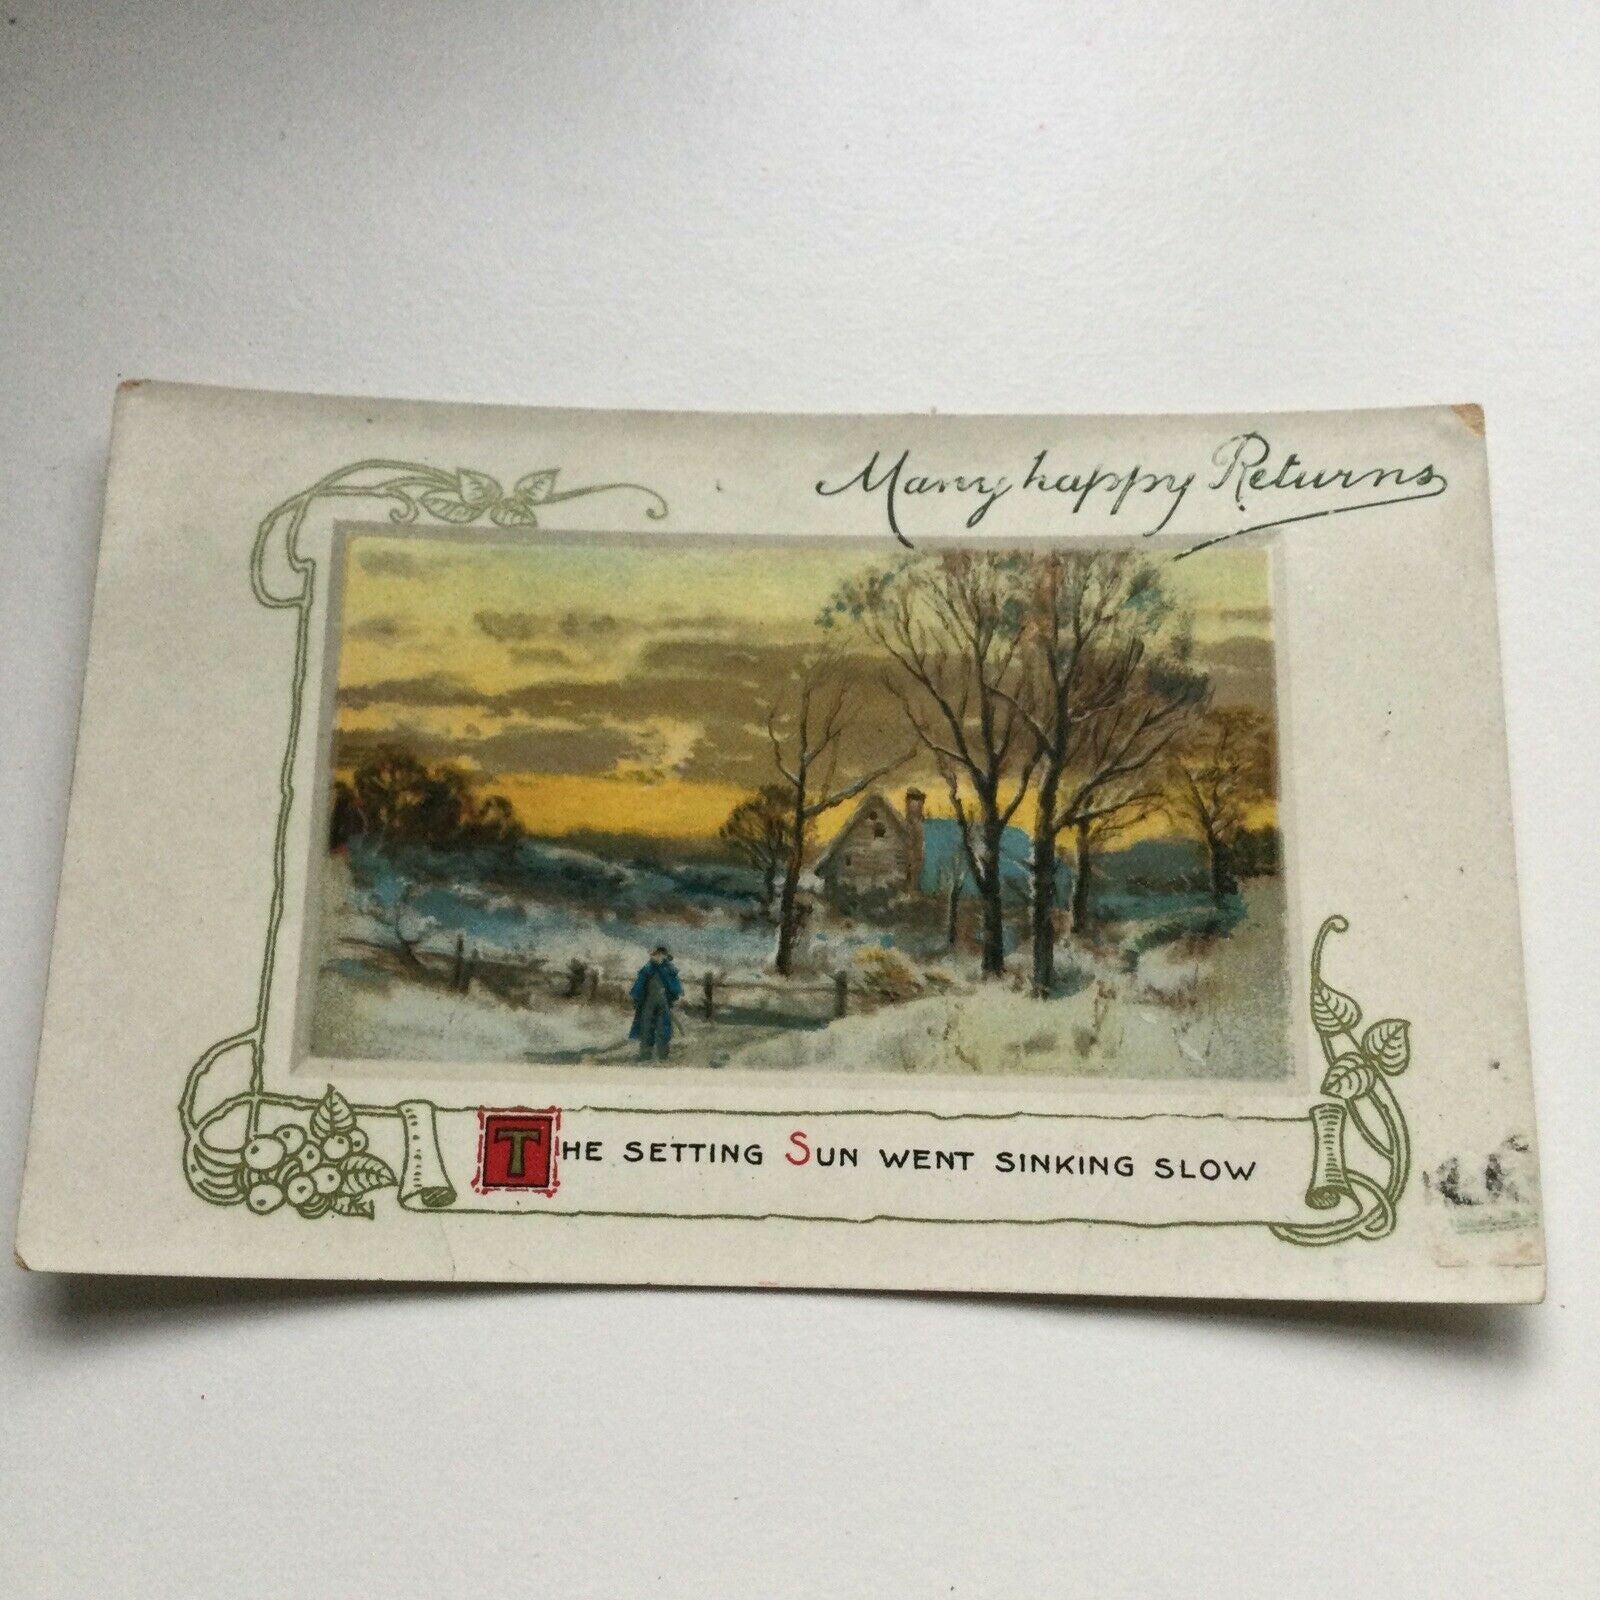 Many happy Returns
THE SETTING SUN WENT SINKING SLOW